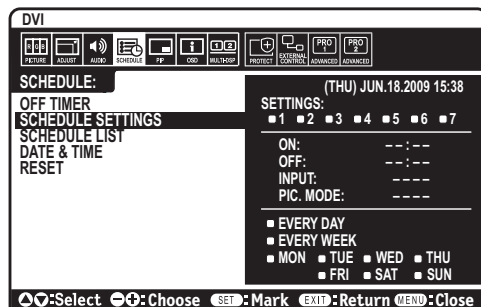 DVI
RGB 1 2 PRO 1 PRO 2
PICTURE ADJUST AUDIO SCHEDULE PIP OSD MULTI-DSP PROTECT EXTERNAL CONTROL ADVANCED ADVANCED
SCHEDULE:
OFF TIMER
SCHEDULE SETTINGS
SCHEDULE LIST
DATE & TIME
RESET
(THU) JUN.18.2009 15:38
SETTINGS:
1 2 3 4 5 6 7
ON: --:--
OFF: --:--
INPUT: ----
PIC. MODE: ----
EVERY DAY
EVERY WEEK
MON TUE WED THU
FRI SAT SUN
:Select :Choose SET:Mark EXIT:Return MENU:Close